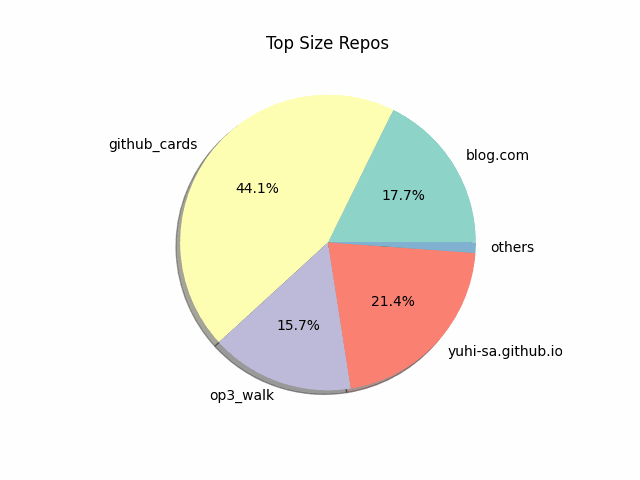 Top Size Repos
github_cards
blog.com
44.1%
17.7%
others
21.4%
15.7%
yuhi-sa.github.io
op3_walk